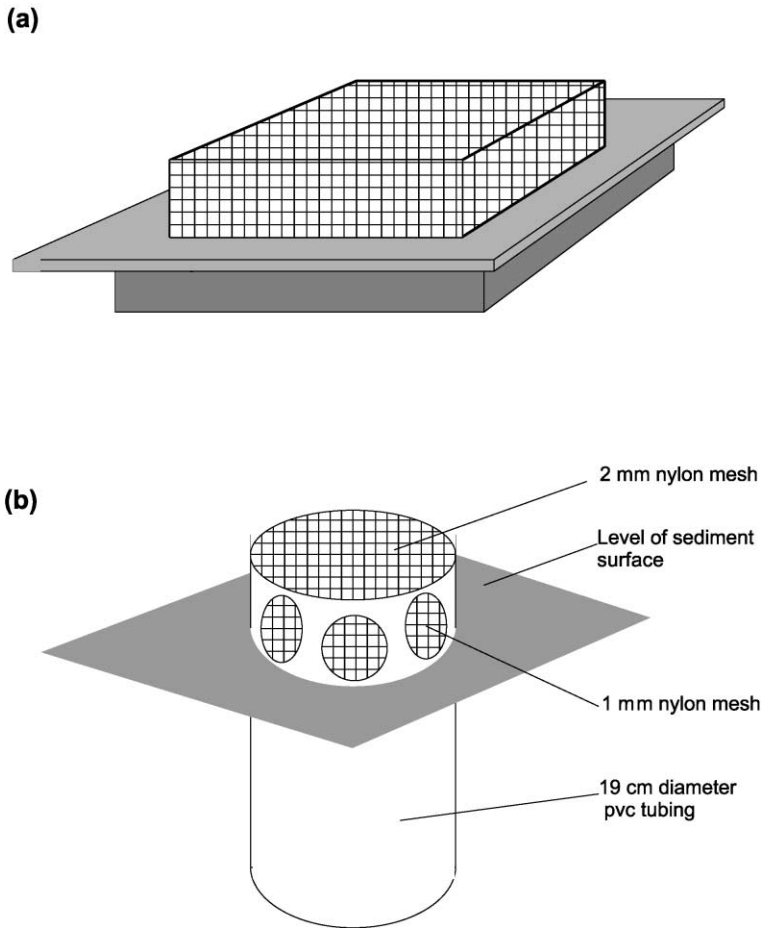 (a)
(b)
2 mm nylon mesh
Level of sediment
surface
1 mm nylon mesh
19 cm diameter
pvc tubing